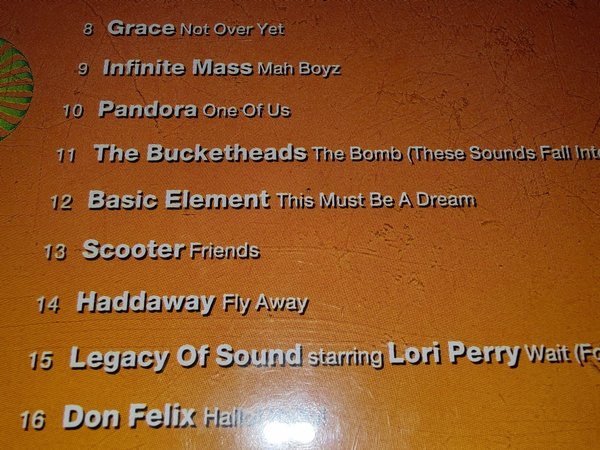 8 Grace Not Over Yet
9 Infinite Mass Mah Boyz
10 Pandora One Of Us
11 The Bucketheads The Bomb (These Sounds Fall Into
12 Basic Element This Must Be A Dream
13 Scooter Friends
14 Haddaway Fly Away
15 Legacy Of Sound starring Lori Perry Wait (Fo
16 Don Felix